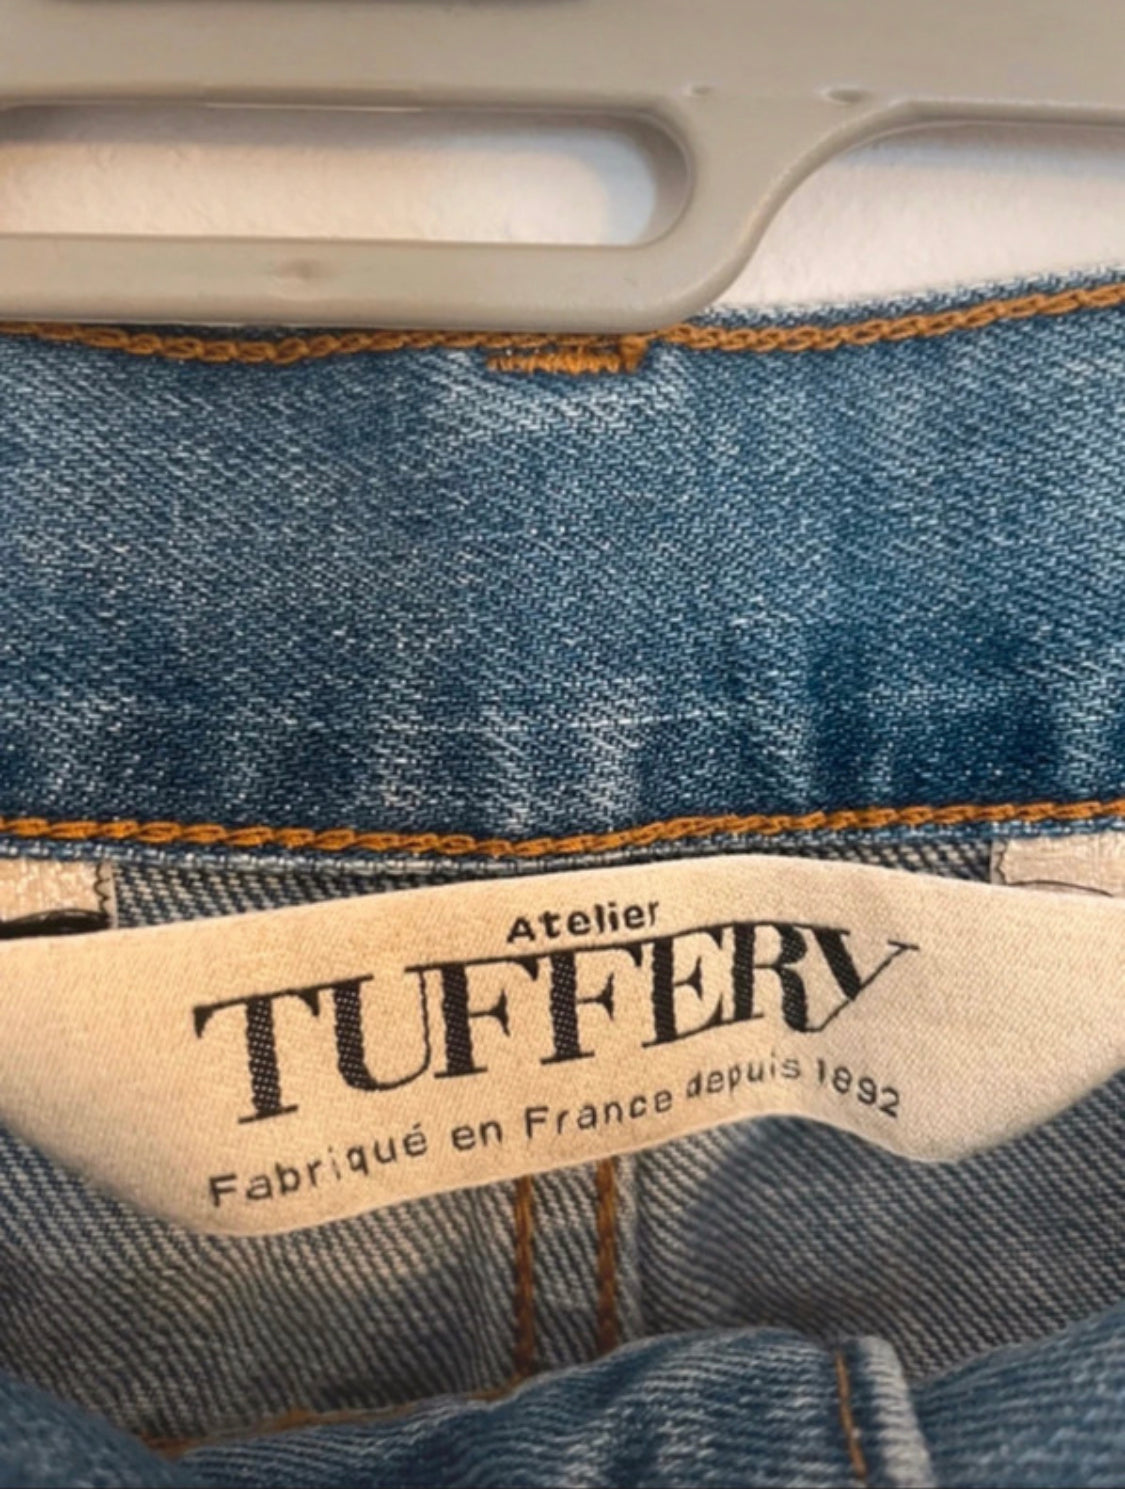 Atelier
TUFFERY
Fabriqué en France depuis 1892